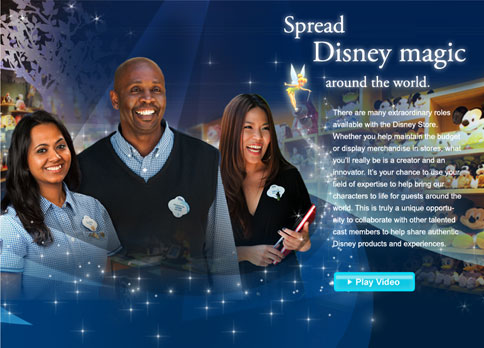 Spread
Disney magic
around the world.
There are many extraordinary roles
available with the Disney Store.
Whether you help maintain the budget
or display merchandise in stores, what
you'll really be is a creator and an
innovator. It's your chance to use your
field of expertise to help bring our
characters to life for guests around the
world. This is truly a unique opportu-
nity to collaborate with other talented
cast members to help share authentic
Disney products and experiences.
Play Video